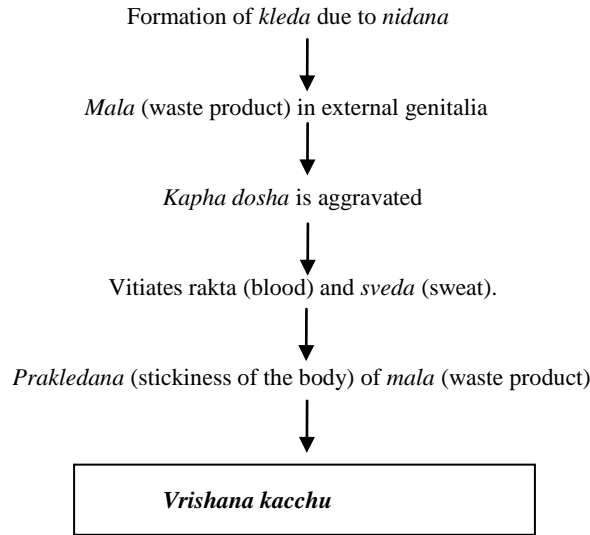 Formation of kleda due to nidana
Mala (waste product) in external genitalia
Kapha dosha is aggravated
Vitiates rakta (blood) and sveda (sweat).
Prakledana (stickiness of the body) of mala (waste product)
Vrishana kacchu